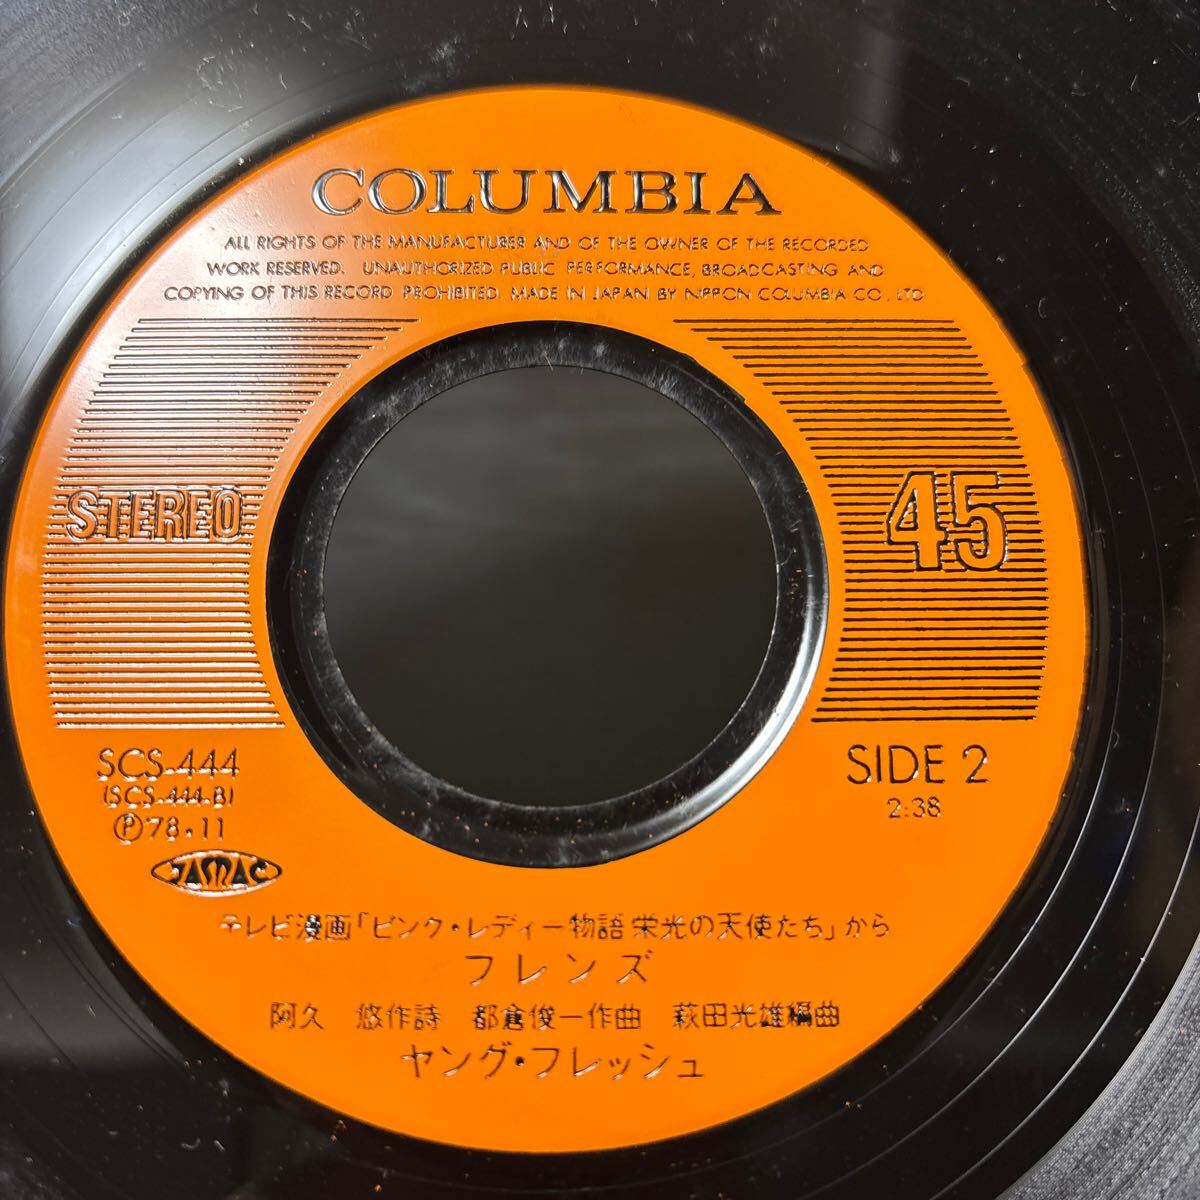 COLUMBIA
ALL RIGHTS OF THE MANUFACTURER AND OF THE OWNER OF THE RECORDED
WORK RESERVED. UNAUTHORIZED PUBLIC PERFORMANCE, BROADCASTING AND
COPYING OF THIS RECORD PROHIBITED. MADE IN JAPAN BY NIPPON COLUMBIA CO., LTD
STEREO
45
SCS-444
(SCS-444-B)
Ⓟ78.11
JASRAC
SIDE 2
2:38
テレビ漫画「ピンク・レディー物語 栄光の天使たち」から
フレンズ
阿久 悠作詩 都倉俊一作曲 萩田光雄編曲
ヤング・フレッシュ